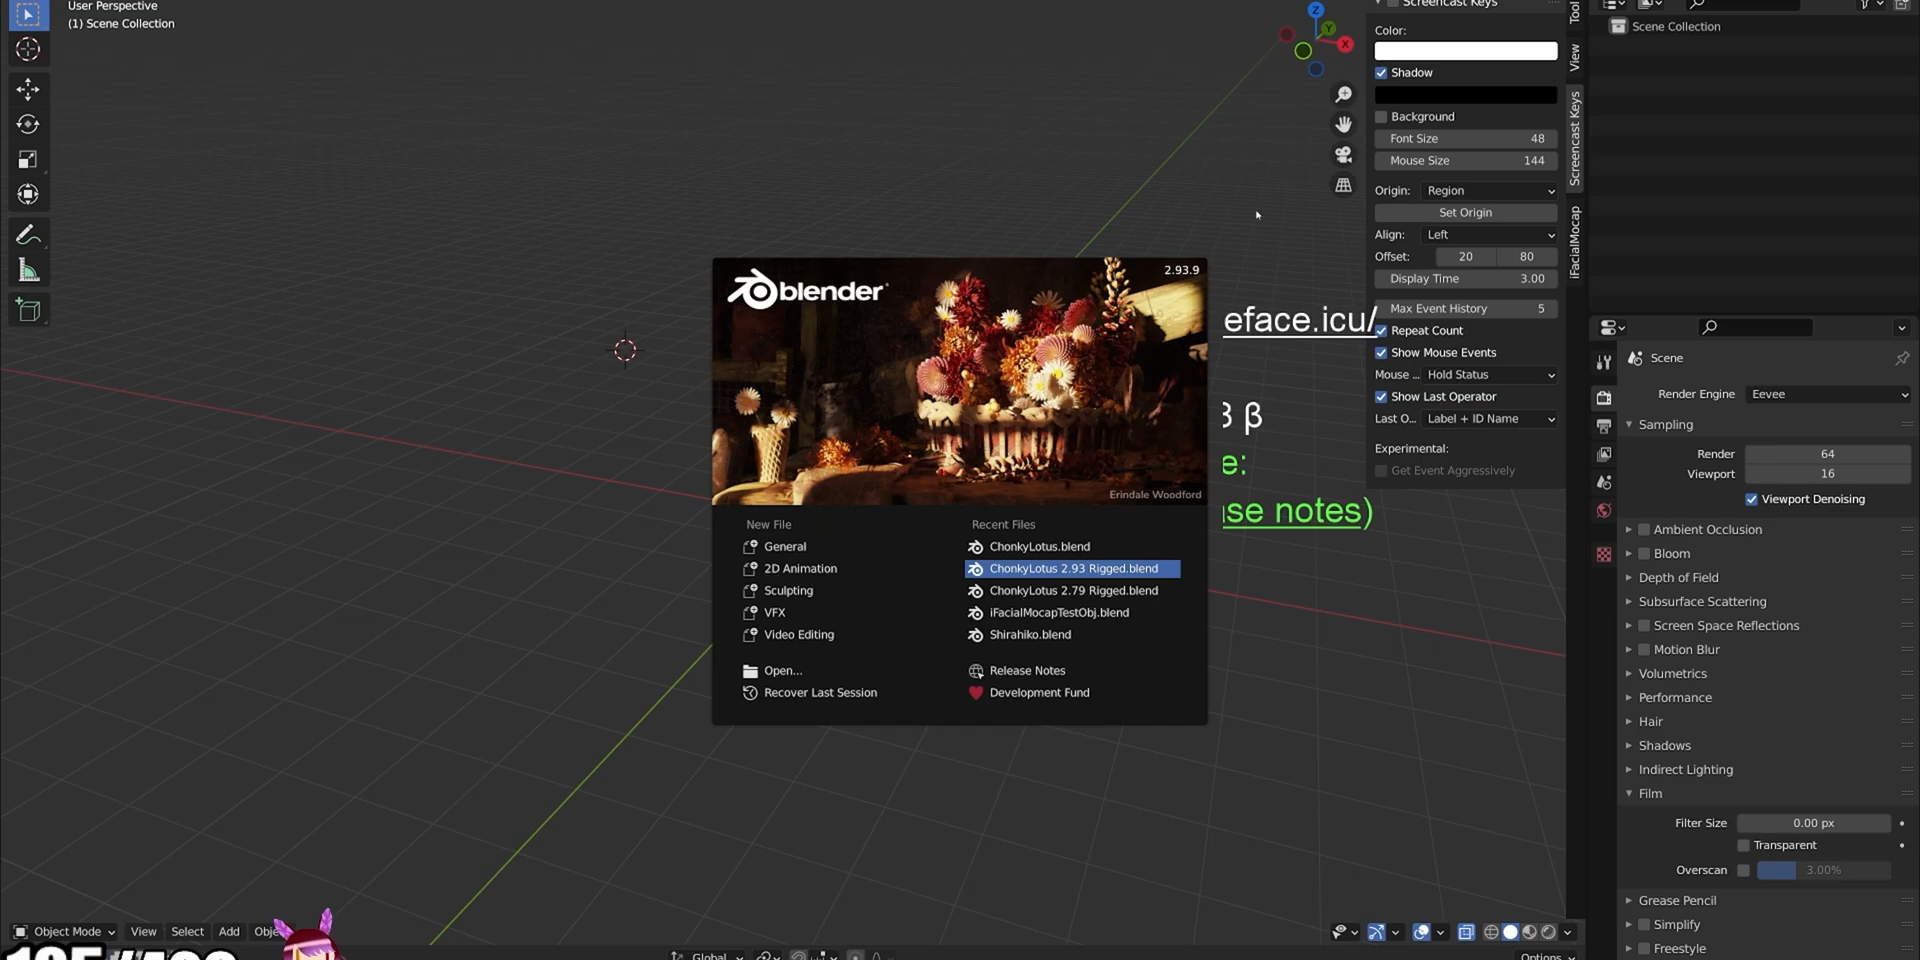 User Perspective
(1) Scene Collection
Z
Y
X
Screencast Keys
Color:
Shadow
Background
Font Size 48
Mouse Size 144
Origin: Region
Set Origin
Align: Left
Offset: 20 80
Display Time 3.00
Max Event History 5
Repeat Count
Show Mouse Events
Mouse ... Hold Status
Show Last Operator
Last O... Label + ID Name
Experimental:
Get Event Aggressively
Tool
View
Screencast Keys
iFacialMocap
eface.icu/
β
e:
se notes)
blender
2.93.9
Erindale Woodford
New File
General
2D Animation
Sculpting
VFX
Video Editing
Open...
Recover Last Session
Recent Files
ChonkyLotus.blend
ChonkyLotus 2.93 Rigged.blend
ChonkyLotus 2.79 Rigged.blend
iFacialMocapTestObj.blend
Shirahiko.blend
Release Notes
Development Fund
Scene Collection
Scene
Render Engine Eevee
Sampling
Render 64
Viewport 16
Viewport Denoising
Ambient Occlusion
Bloom
Depth of Field
Subsurface Scattering
Screen Space Reflections
Motion Blur
Volumetrics
Performance
Hair
Shadows
Indirect Lighting
Film
Filter Size 0.00 px
Transparent
Overscan 3.00%
Grease Pencil
Simplify
Freestyle
Object Mode View Select Add Obje
Global
Options